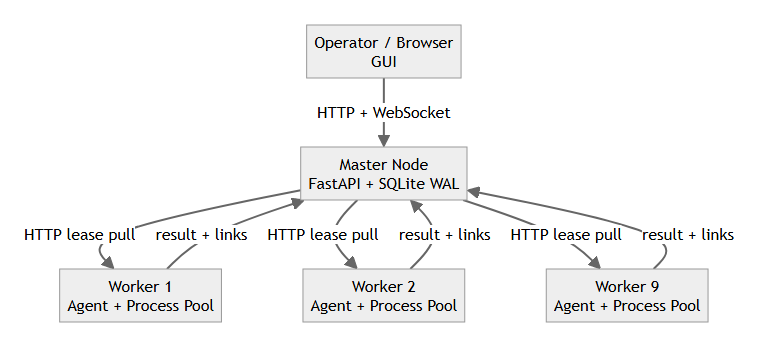 Operator / Browser
GUI
HTTP + WebSocket
Master Node
FastAPI + SQLite WAL
HTTP lease pull
result + links
HTTP lease pull
result + links
HTTP lease pull
result + links
Worker 1
Agent + Process Pool
Worker 2
Agent + Process Pool
Worker 9
Agent + Process Pool